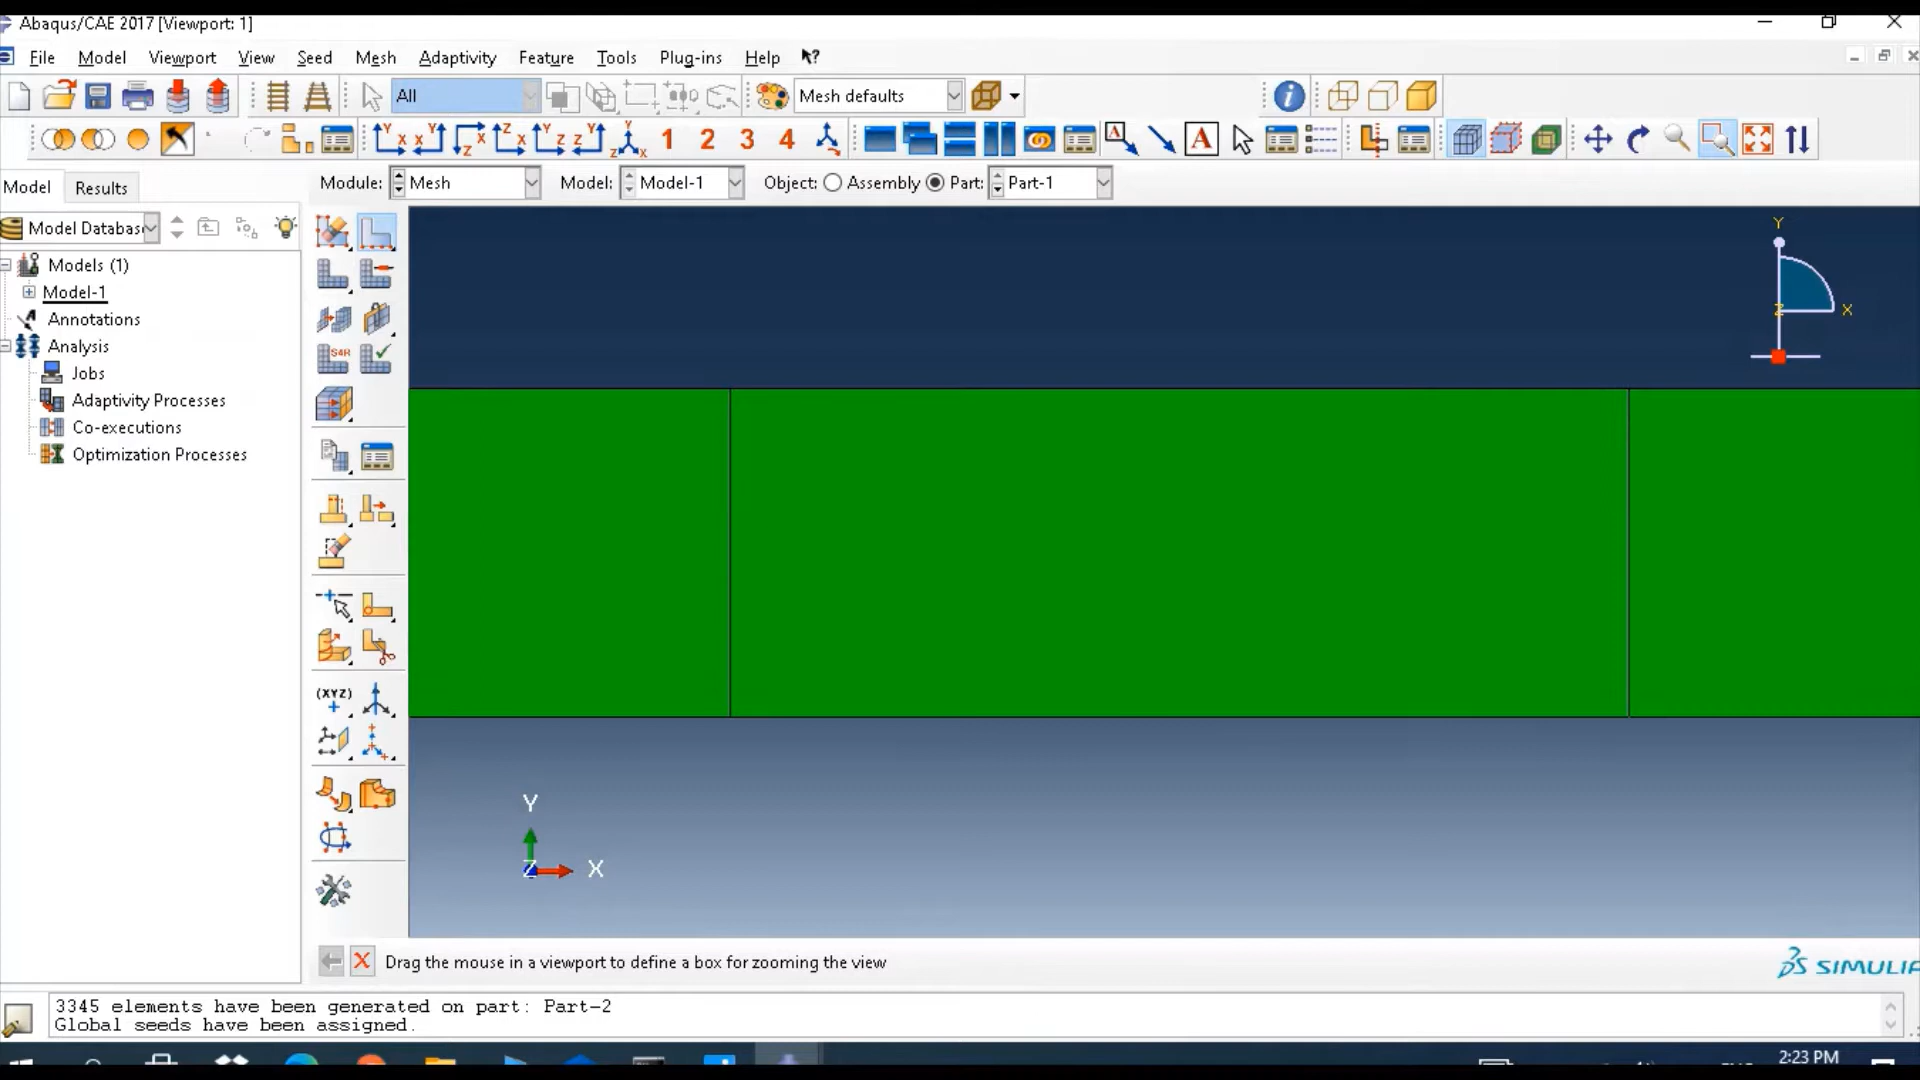 Abaqus/CAE 2017 [Viewport: 1]
File Model Viewport View Seed Mesh Adaptivity Feature Tools Plug-ins Help
All Mesh defaults
1 2 3 4 A A
Model Results Module: Mesh Model: Model-1 Object: Assembly Part: Part-1
Model Databas
Models (1)
Model-1
Annotations
Analysis
Jobs
Adaptivity Processes
Co-executions
Optimization Processes
S4R
(XYZ)
Y
Z X
Y
Z X
Drag the mouse in a viewport to define a box for zooming the view
SIMULIA
3345 elements have been generated on part: Part-2
Global seeds have been assigned.
2:23 PM